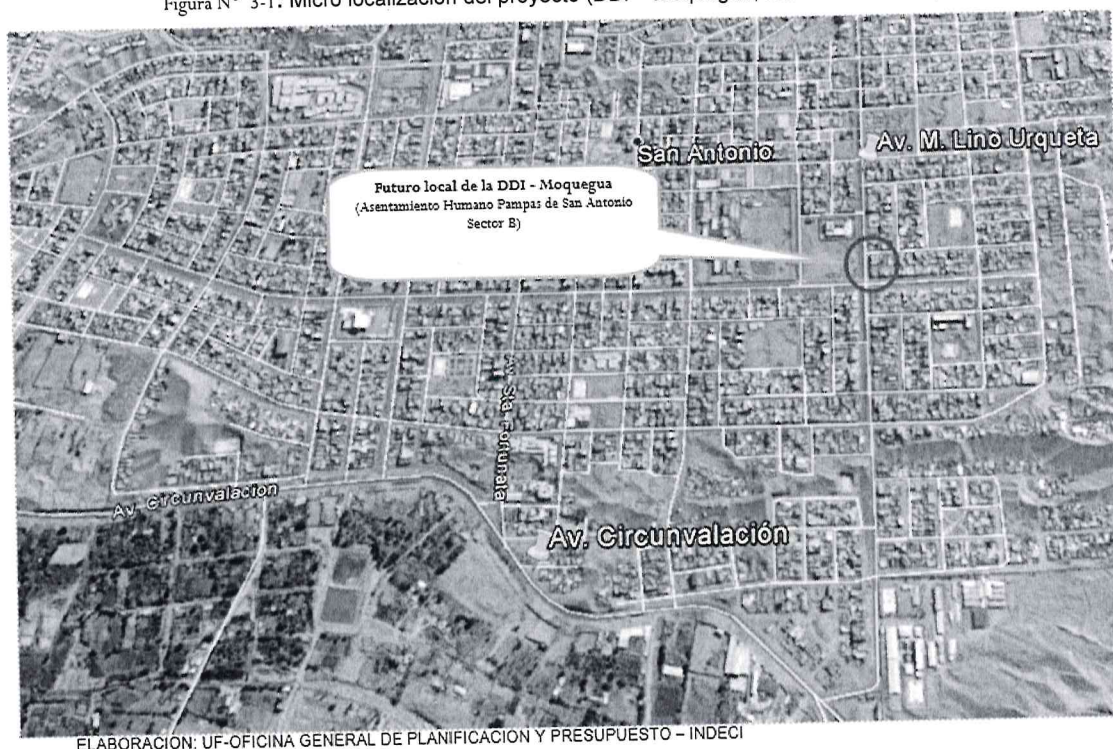 Figura N° 3-1. Micro localización del proyecto (DDI - Moquegua)
San Antonio
Av. M. Lino Urquieta
Futuro local de la DDI - Moquegua
(Asentamiento Humano Pampas de San Antonio
Sector B)
Av. Sta Fortunata
Av. Circunvalacion
Av. Circunvalación
ELABORACION: UF-OFICINA GENERAL DE PLANIFICACION Y PRESUPUESTO – INDECI